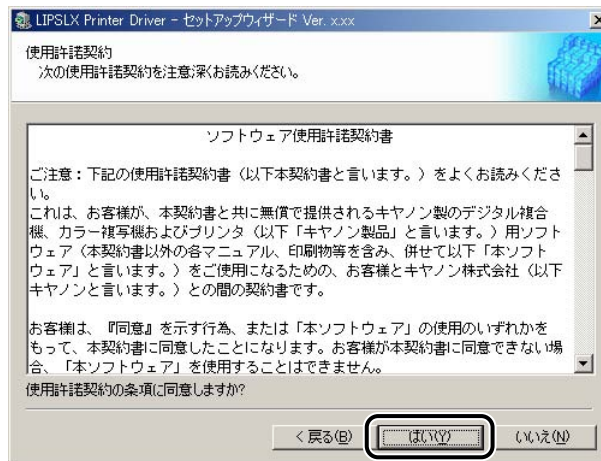 LIPSLX Printer Driver - セットアップウィザード Ver. x.xx
使用許諾契約
次の使用許諾契約を注意深くお読みください。
ソフトウェア使用許諾契約書
ご注意：下記の使用許諾契約書（以下本契約書と言います。）をよくお読みくださ
い。
これは、お客様が、本契約書と共に無償で提供されるキヤノン製のデジタル複合
機、カラー複写機およびプリンタ（以下「キヤノン製品」と言います。）用ソフト
ウェア（本契約書以外の各マニュアル、印刷物等を含み、併せて以下「本ソフト
ウェア」と言います。）をご使用になるための、お客様とキヤノン株式会社（以下
キヤノンと言います。）との間の契約書です。
お客様は、『同意』を示す行為、または「本ソフトウェア」の使用のいずれかを
もって、本契約書に同意したことになります。お客様が本契約書に同意できない場
合、「本ソフトウェア」を使用することはできません。
使用許諾契約の条項に同意しますか?
< 戻る(B)
はい(Y)
いいえ(N)